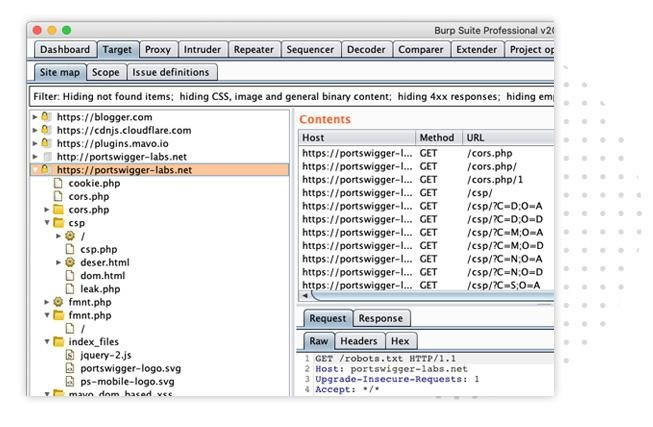 Burp Suite Professional
Dashboard Target Proxy Intruder Repeater Sequencer Decoder Comparer Extender Project
Site map Scope Issue definitions
Filter: Hiding not found items; hiding CSS, image and general binary content; hiding 4xx responses; hiding
https://blogger.com
https://cdnjs.cloudflare.com
https://plugins.mavo.io
http://portswigger-labs.net
https://portswigger-labs.net
cookie.php
cors.php
cors.php
csp
/
csp.php
deser.html
dom.html
leak.php
fmnt.php
fmnt.php
/
index_files
jquery-2.js
portswigger-logo.svg
ps-mobile-logo.svg
mavo_dom_based_xss
Contents
Host Method URL
https://portswigger-l... GET /cors.php
https://portswigger-l... GET /cors.php/
https://portswigger-l... GET /cors.php/1
https://portswigger-l... GET /csp/
https://portswigger-l... GET /csp/?C=D;O=A
https://portswigger-l... GET /csp/?C=D;O=D
https://portswigger-l... GET /csp/?C=M;O=A
https://portswigger-l... GET /csp/?C=M;O=D
https://portswigger-l... GET /csp/?C=N;O=A
https://portswigger-l... GET /csp/?C=N;O=D
https://portswigger-l... GET /csp/?C=S;O=A
Request Response
Raw Headers Hex
1 GET /robots.txt HTTP/1.1
2 Host: portswigger-labs.net
3 Upgrade-Insecure-Requests: 1
4 Accept: */*